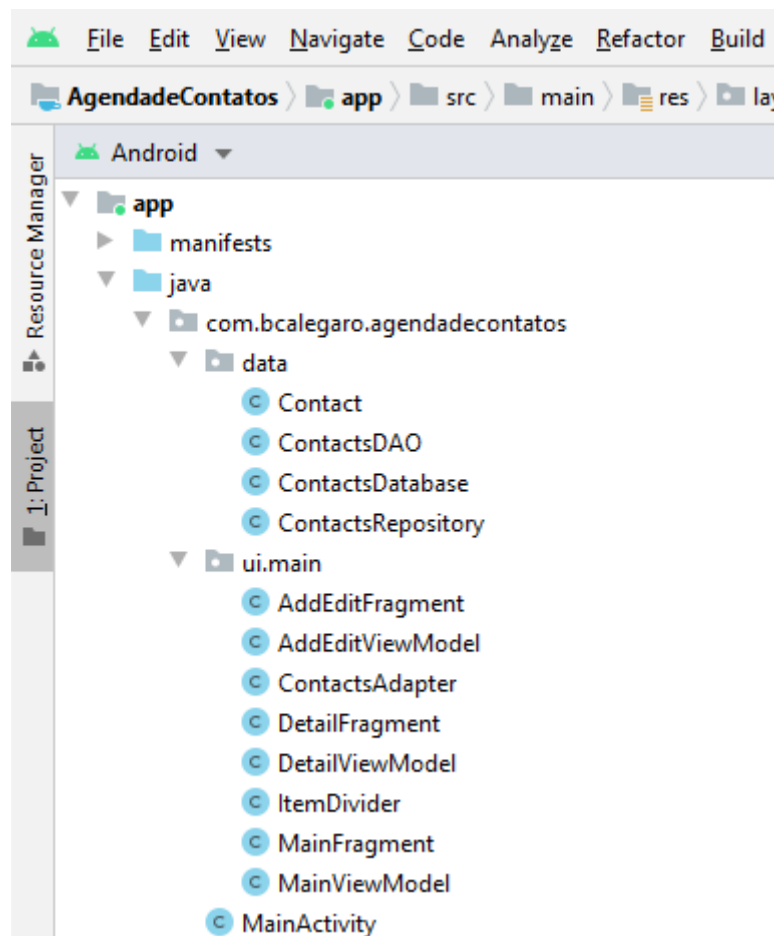 File Edit View Navigate Code Analyze Refactor Build
AgendadeContatos app src main res lay
Android
Resource Manager
1: Project
app
manifests
java
com.bcalegaro.agendadecontatos
data
C Contact
C ContactsDAO
C ContactsDatabase
C ContactsRepository
ui.main
C AddEditFragment
C AddEditViewModel
C ContactsAdapter
C DetailFragment
C DetailViewModel
C ItemDivider
C MainFragment
C MainViewModel
C MainActivity